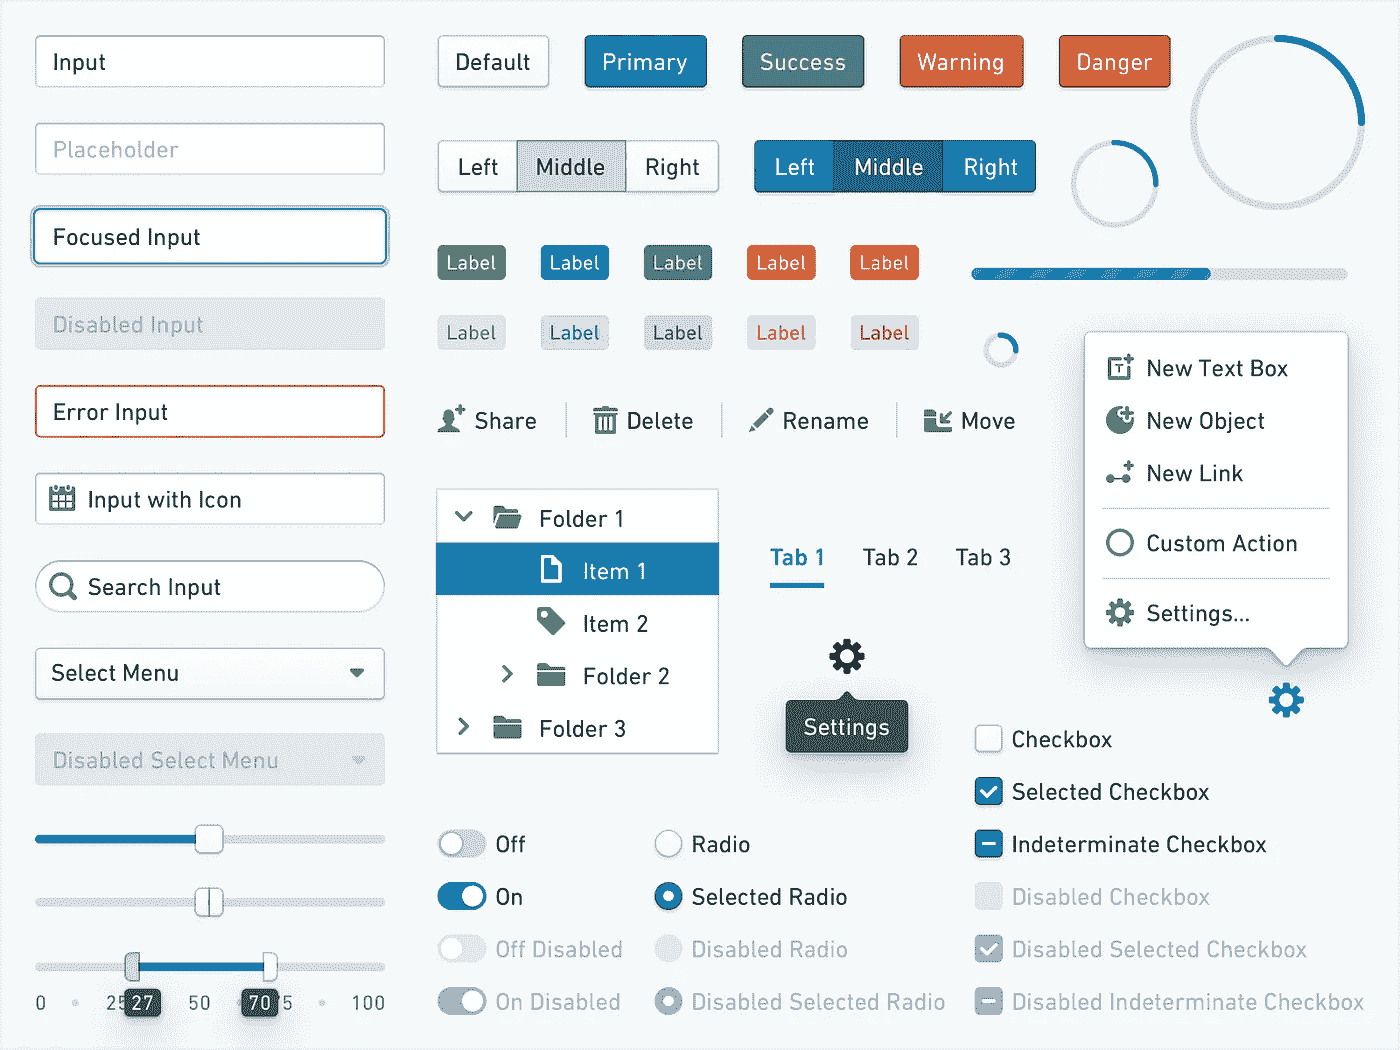 Input
Placeholder
Focused Input
Disabled Input
Error Input
Input with Icon
Search Input
Select Menu
Disabled Select Menu
0 25 27 50 70 5 100
Default Primary Success Warning Danger
Left Middle Right Left Middle Right
Label Label Label Label Label
Label Label Label Label Label
Share Delete Rename Move
Folder 1
Item 1
Item 2
Folder 2
Folder 3
Tab 1 Tab 2 Tab 3
Settings
New Text Box
New Object
New Link
Custom Action
Settings...
Off
On
Off Disabled
On Disabled
Radio
Selected Radio
Disabled Radio
Disabled Selected Radio
Checkbox
Selected Checkbox
Indeterminate Checkbox
Disabled Checkbox
Disabled Selected Checkbox
Disabled Indeterminate Checkbox